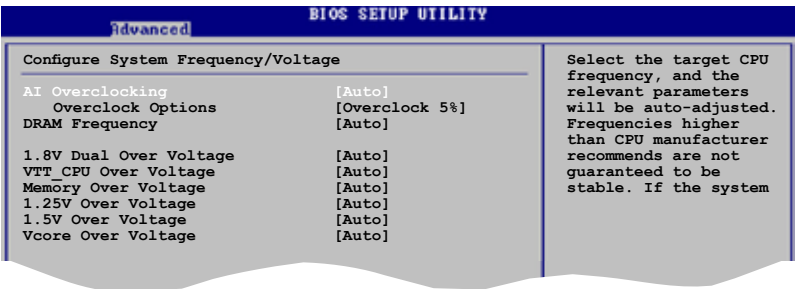 BIOS SETUP UTILITY
Advanced
Configure System Frequency/Voltage
AI Overclocking [Auto]
Overclock Options [Overclock 5%]
DRAM Frequency [Auto]
1.8V Dual Over Voltage [Auto]
VTT_CPU Over Voltage [Auto]
Memory Over Voltage [Auto]
1.25V Over Voltage [Auto]
1.5V Over Voltage [Auto]
Vcore Over Voltage [Auto]
Select the target CPU
frequency, and the
relevant parameters
will be auto-adjusted.
Frequencies higher
than CPU manufacturer
recommends are not
guaranteed to be
stable. If the system